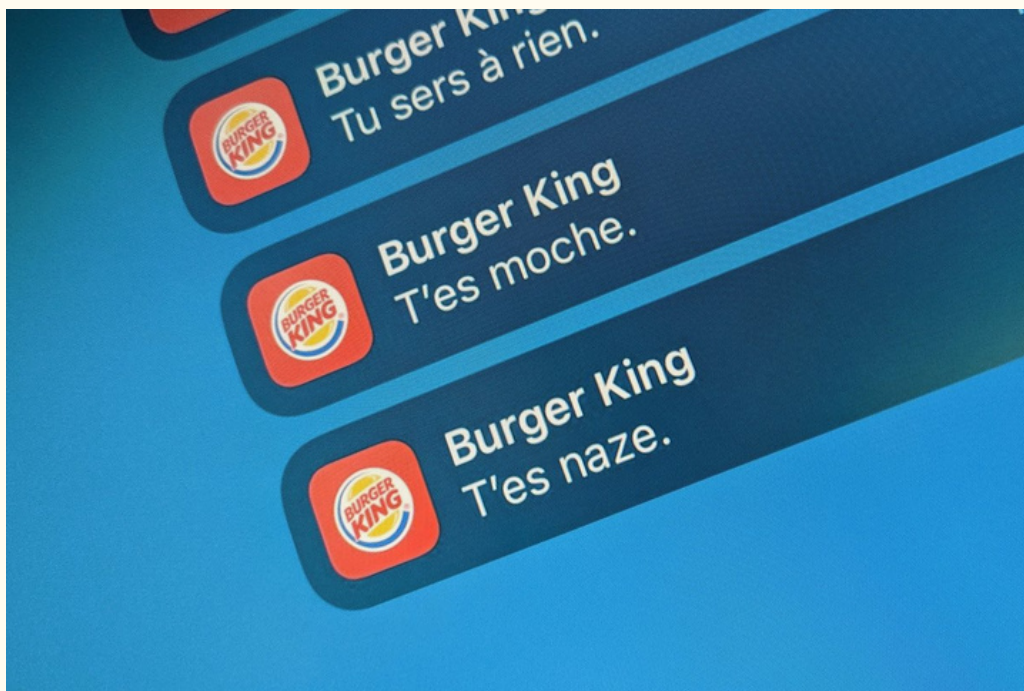 Burger King
Tu sers à rien.
BURGER
KING
Burger King
T'es moche.
BURGER
KING
Burger King
T'es naze.
BURGER
KING